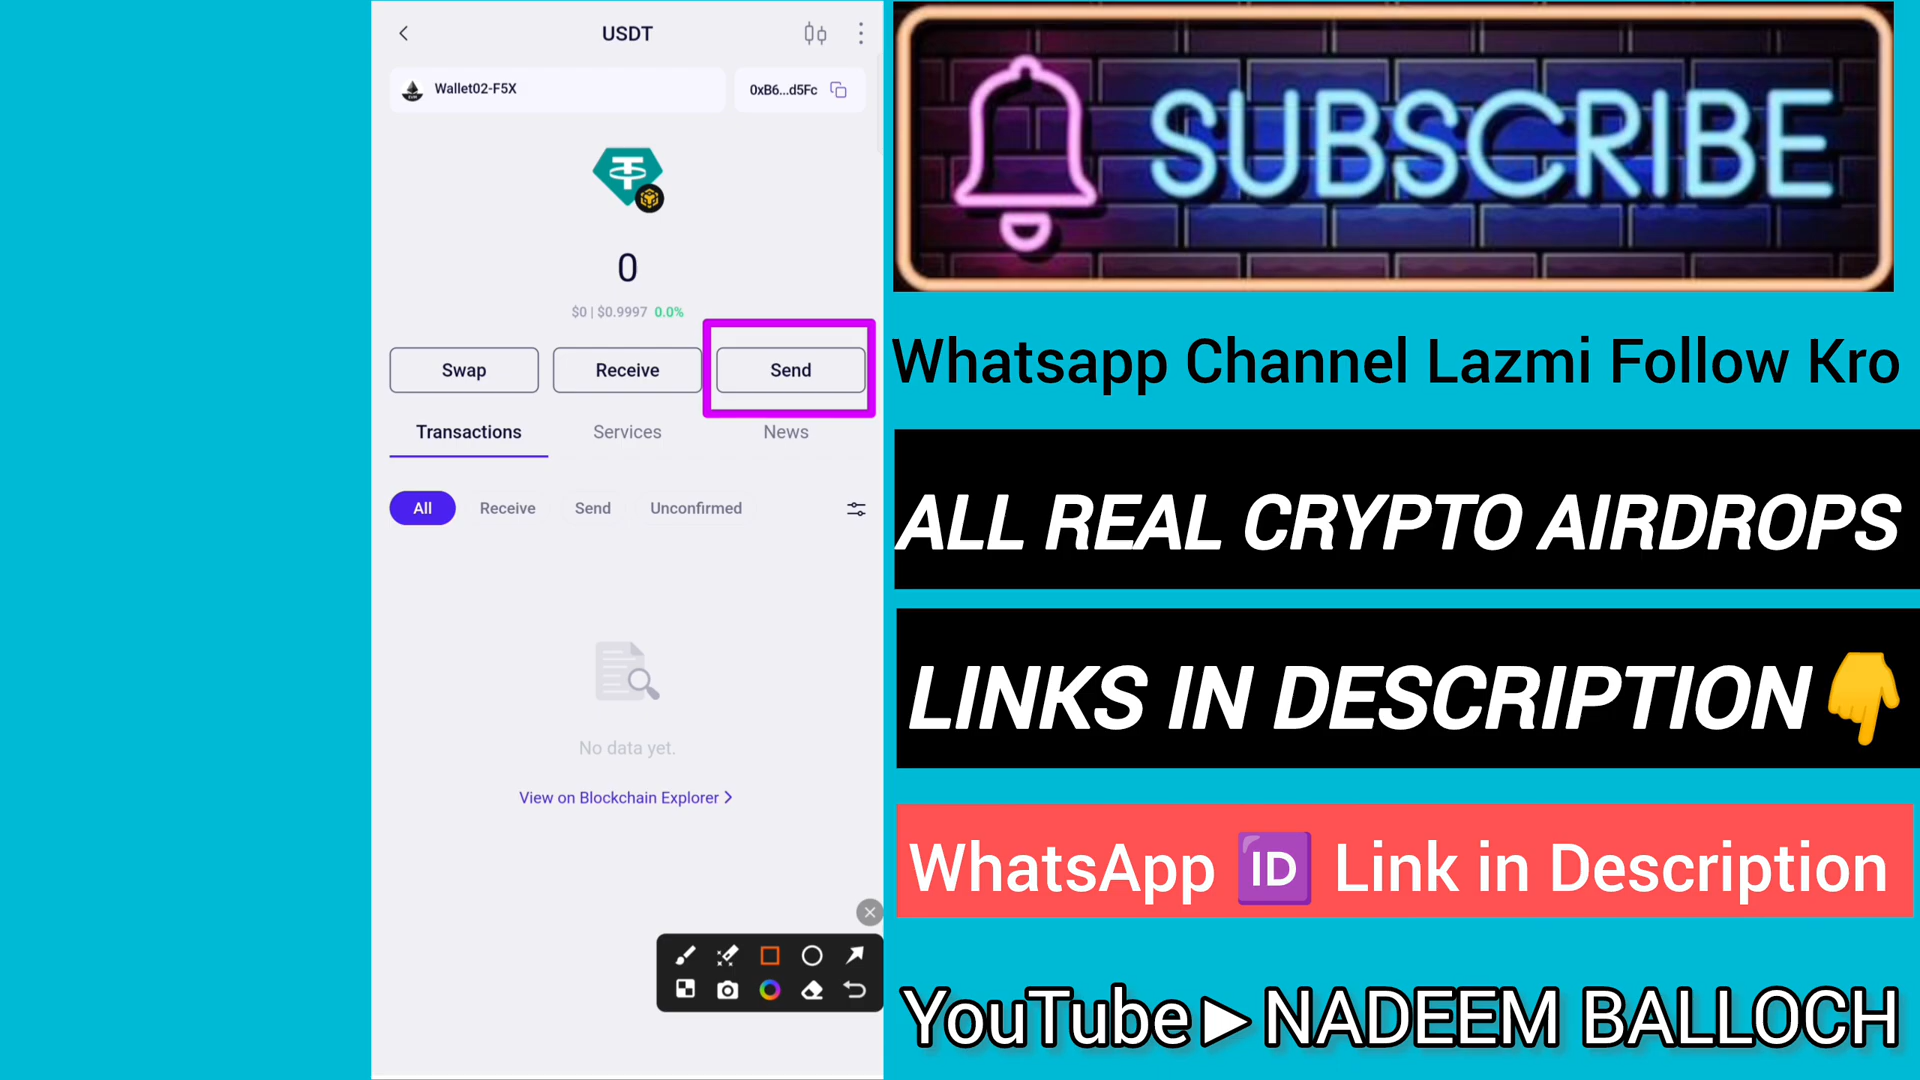 USDT
Wallet02-F5X
0xB6...d5Fc
0
$0 | $0.9997 0.0%
Swap
Receive
Send
Transactions
Services
News
All
Receive
Send
Unconfirmed
No data yet.
View on Blockchain Explorer >
SUBSCRIBE
Whatsapp Channel Lazmi Follow Kro
ALL REAL CRYPTO AIRDROPS
LINKS IN DESCRIPTION👇
WhatsApp 🆔 Link in Description
YouTube►NADEEM BALLOCH